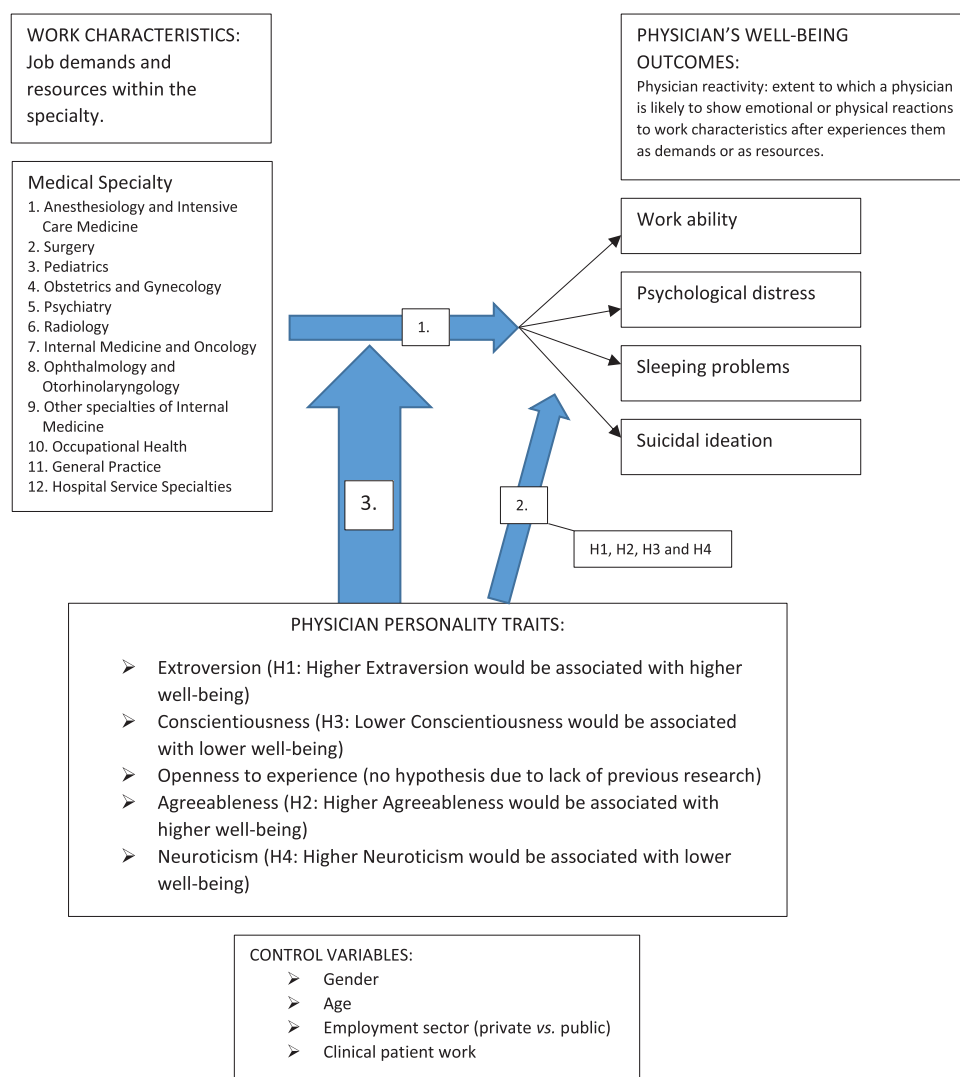 WORK CHARACTERISTICS:
Job demands and
resources within the
specialty.
PHYSICIAN'S WELL-BEING
OUTCOMES:
Physician reactivity: extent to which a physician
is likely to show emotional or physical reactions
to work characteristics after experiences them
as demands or as resources.
Medical Specialty
1. Anesthesiology and Intensive
Care Medicine
2. Surgery
3. Pediatrics
4. Obstetrics and Gynecology
5. Psychiatry
6. Radiology
7. Internal Medicine and Oncology
8. Ophthalmology and
Otorhinolaryngology
9. Other specialties of Internal
Medicine
10. Occupational Health
11. General Practice
12. Hospital Service Specialties
1.
Work ability
Psychological distress
Sleeping problems
Suicidal ideation
3.
2.
H1, H2, H3 and H4
PHYSICIAN PERSONALITY TRAITS:
➢ Extroversion (H1: Higher Extraversion would be associated with higher
well-being)
➢ Conscientiousness (H3: Lower Conscientiousness would be associated
with lower well-being)
➢ Openness to experience (no hypothesis due to lack of previous research)
➢ Agreeableness (H2: Higher Agreeableness would be associated with
higher well-being)
➢ Neuroticism (H4: Higher Neuroticism would be associated with lower
well-being)
CONTROL VARIABLES:
➢ Gender
➢ Age
➢ Employment sector (private vs. public)
➢ Clinical patient work